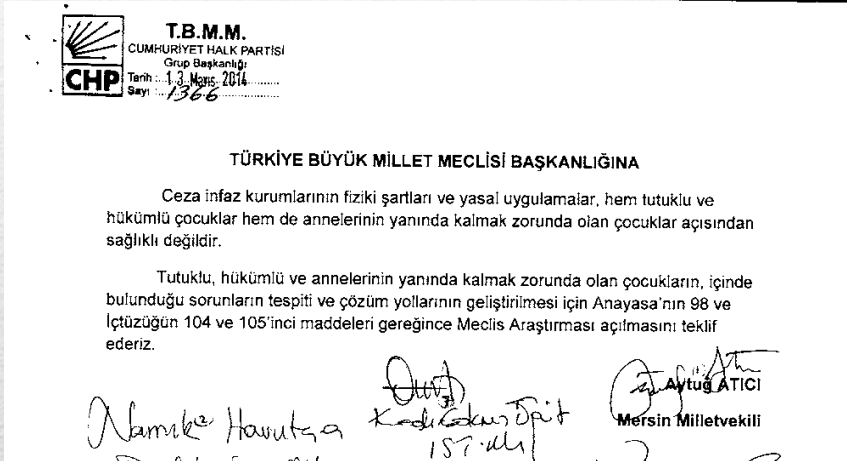 T.B.M.M.
CUMHURİYET HALK PARTİSİ
Grup Başkanlığı
CHP
Tarih : 13 Mayıs 2014
Sayı : 1366
TÜRKİYE BÜYÜK MİLLET MECLİSİ BAŞKANLIĞINA
Ceza infaz kurumlarının fiziki şartları ve yasal uygulamalar, hem tutuklu ve
hükümlü çocuklar hem de annelerinin yanında kalmak zorunda olan çocuklar açısından
sağlıklı değildir.
Tutuklu, hükümlü ve annelerinin yanında kalmak zorunda olan çocukların, içinde
bulunduğu sorunların tespiti ve çözüm yollarının geliştirilmesi için Anayasa'nın 98 ve
İçtüzüğün 104 ve 105'inci maddeleri gereğince Meclis Araştırması açılmasını teklif
ederiz.
Aytuğ ATICI
Mersin Milletvekili
Namık Havutça